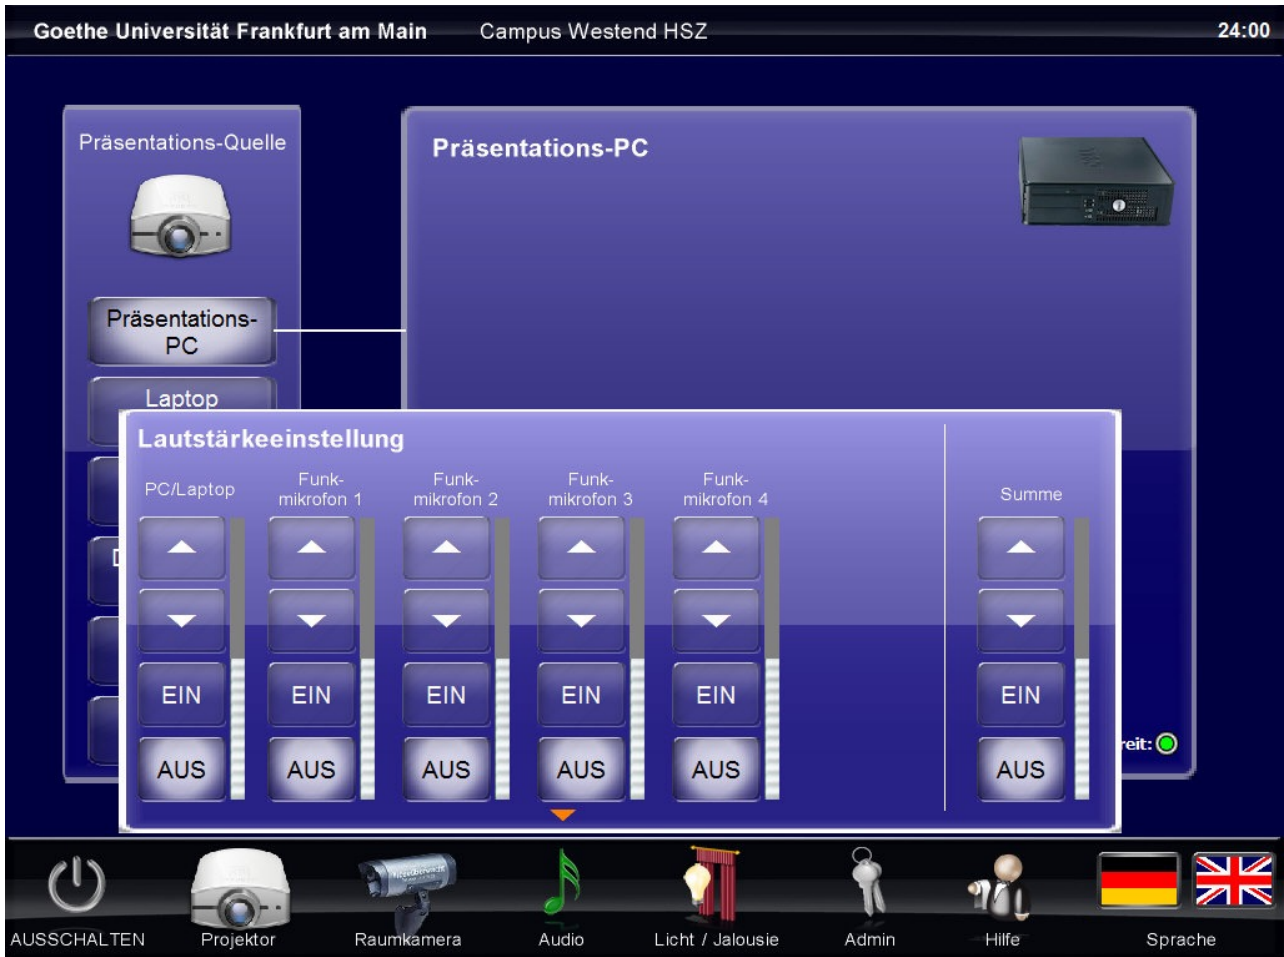 Goethe Universität Frankfurt am Main Campus Westend HSZ 24:00
Präsentations-Quelle
Präsentations-PC
Präsentations-
PC
Laptop
Lautstärkeeinstellung
PC/Laptop
Funk-
mikrofon 1
Funk-
mikrofon 2
Funk-
mikrofon 3
Funk-
mikrofon 4
Summe
EIN EIN EIN EIN EIN EIN
reit:
AUS AUS AUS AUS AUS AUS
AUSSCHALTEN Projektor Raumkamera Audio Licht / Jalousie Admin Hilfe Sprache